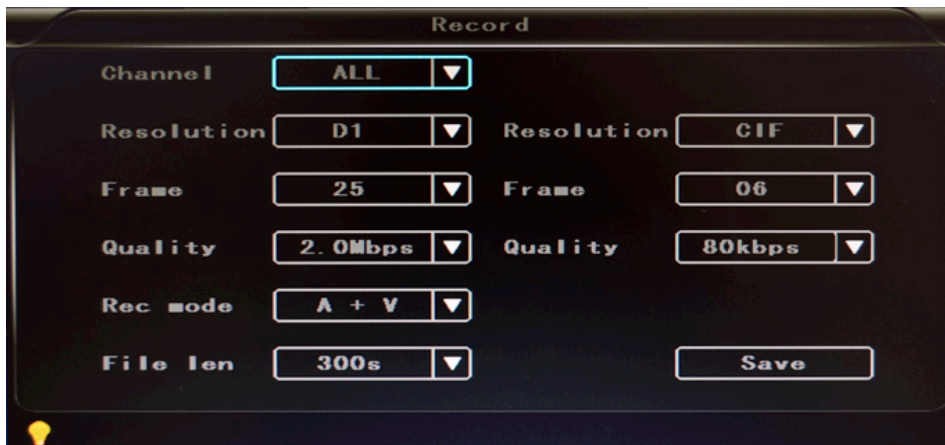 Record
Channel ALL
Resolution D1 Resolution CIF
Frame 25 Frame 06
Quality 2.0Mbps Quality 80kbps
Rec mode A + V
File len 300s Save